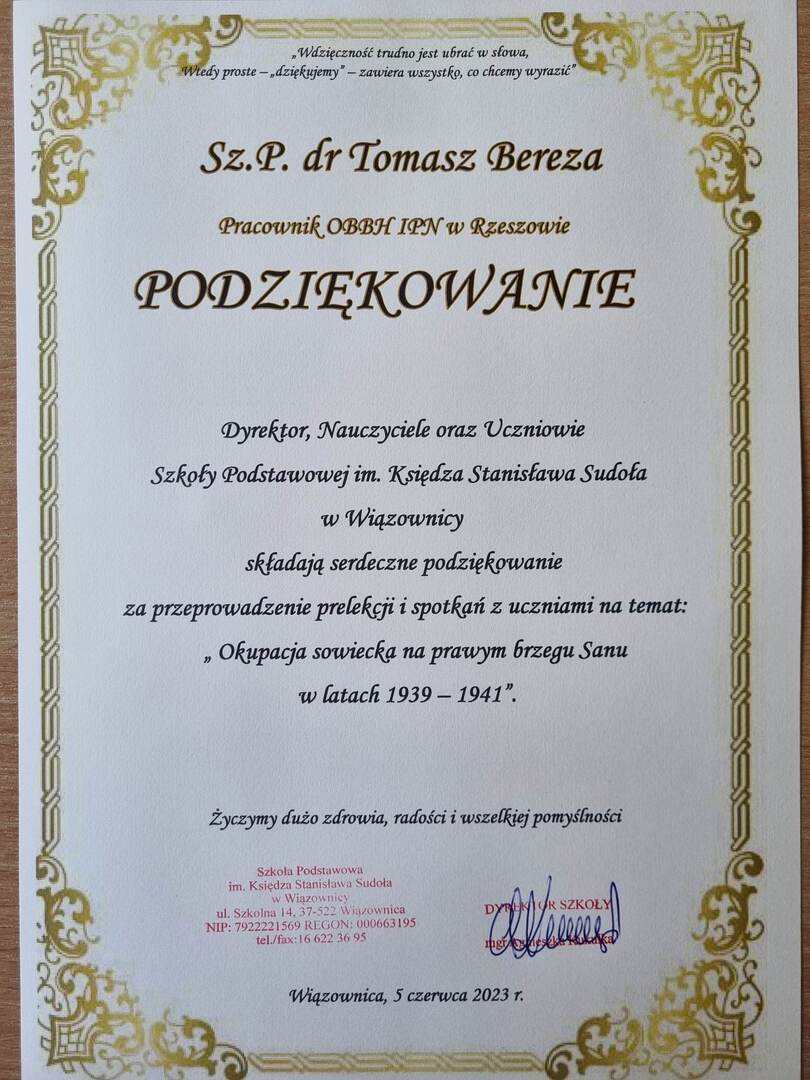 „Wdzięczność trudno jest ubrać w słowa,
Wtedy proste – „dziękujemy” – zawiera wszystko, co chcemy wyrazić”
Sz.P. dr Tomasz Bereza
Pracownik OBBH IPN w Rzeszowie
PODZIĘKOWANIE
Dyrektor, Nauczyciele oraz Uczniowie
Szkoły Podstawowej im. Księdza Stanisława Sudoła
w Wiązownicy
składają serdeczne podziękowanie
za przeprowadzenie prelekcji i spotkań z uczniami na temat:
„ Okupacja sowiecka na prawym brzegu Sanu
w latach 1939 – 1941”.
Życzymy dużo zdrowia, radości i wszelkiej pomyślności
Szkoła Podstawowa
im. Księdza Stanisława Sudoła
w Wiązownicy
ul. Szkolna 14, 37-522 Wiązownica
NIP: 7922221569 REGON: 000663195
tel./fax:16 622 36 95
DYREKTOR SZKOŁY
mgr Agnieszka
Wiązownica, 5 czerwca 2023 r.